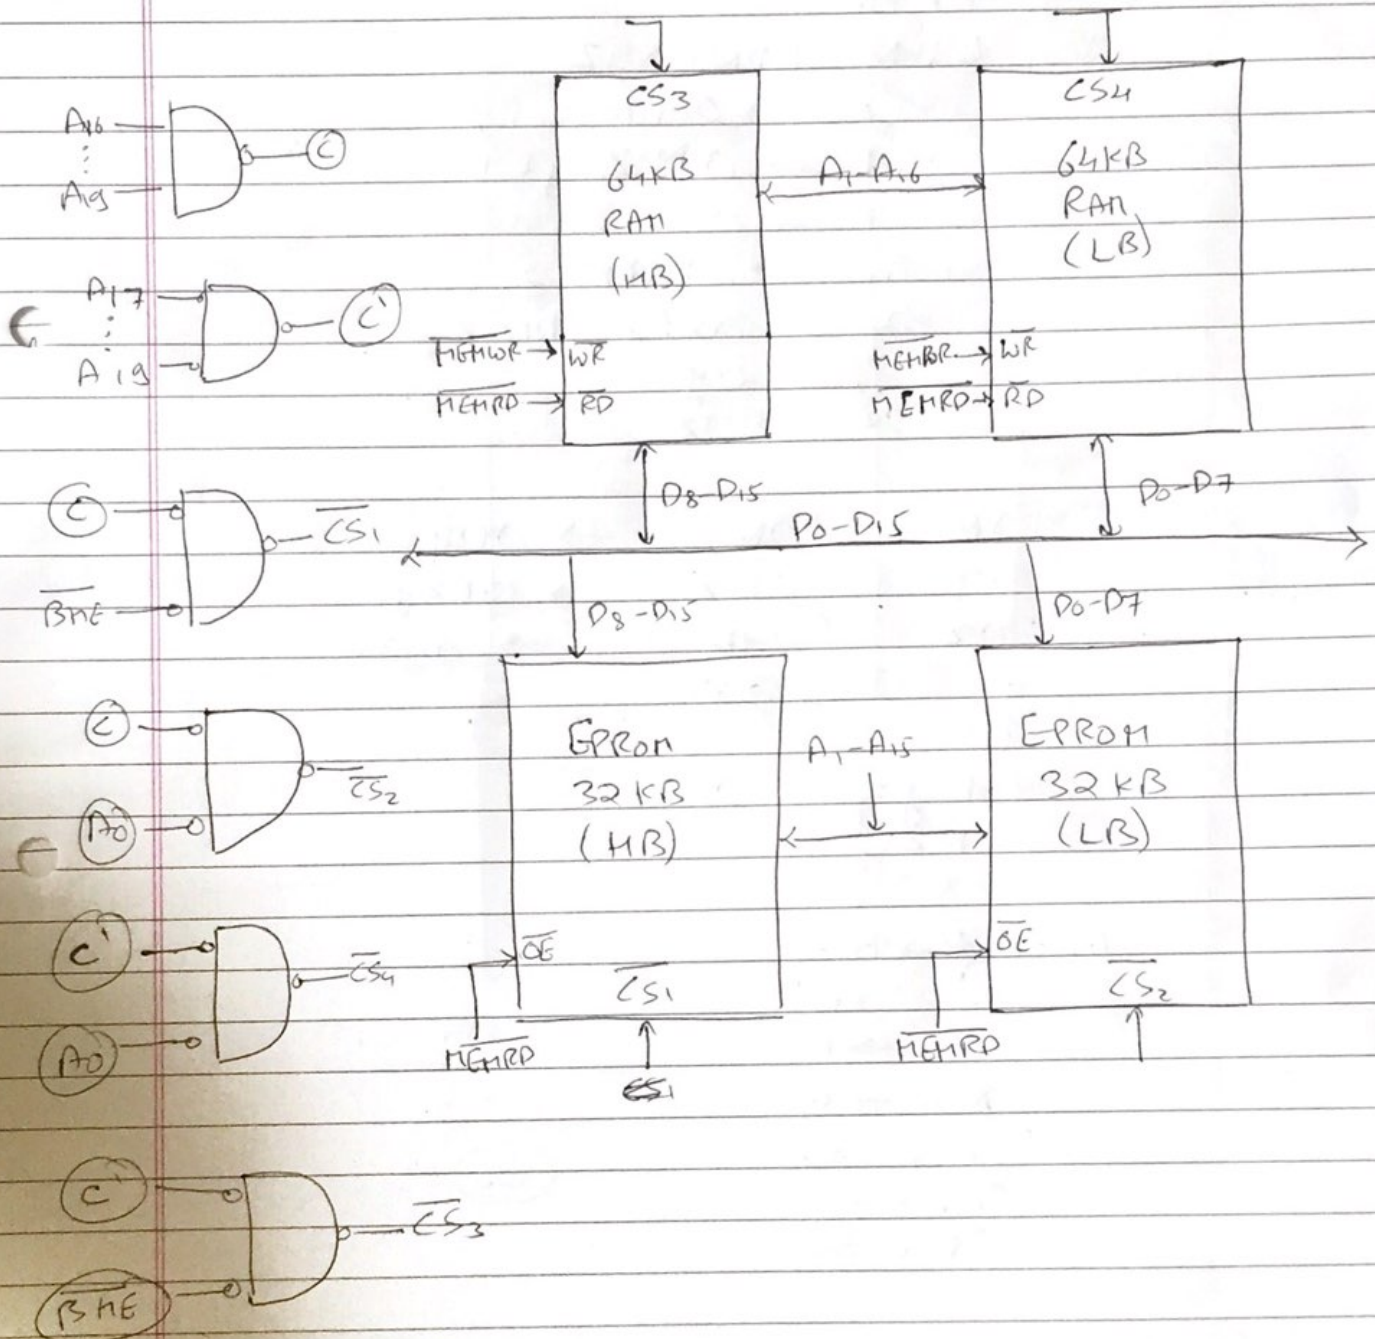 CS3
CS4
A16
A19
C
64KB
RAM
(HB)
A1-A16
64KB
RAM
(LB)
A17
A19
C'
MEMWR
WR
MEMRD
RD
WR
MEMRD
RD
D8-D15
D0-D7
D0-D15
C
BHE
CS1
D8-D15
D0-D7
C
A0
CS2
EPROM
32KB
(HB)
A1-A15
EPROM
32KB
(LB)
C'
A0
CS4
OE
CS1
MEMRD
OE
CS2
MEMRD
C'
BHE
CS3